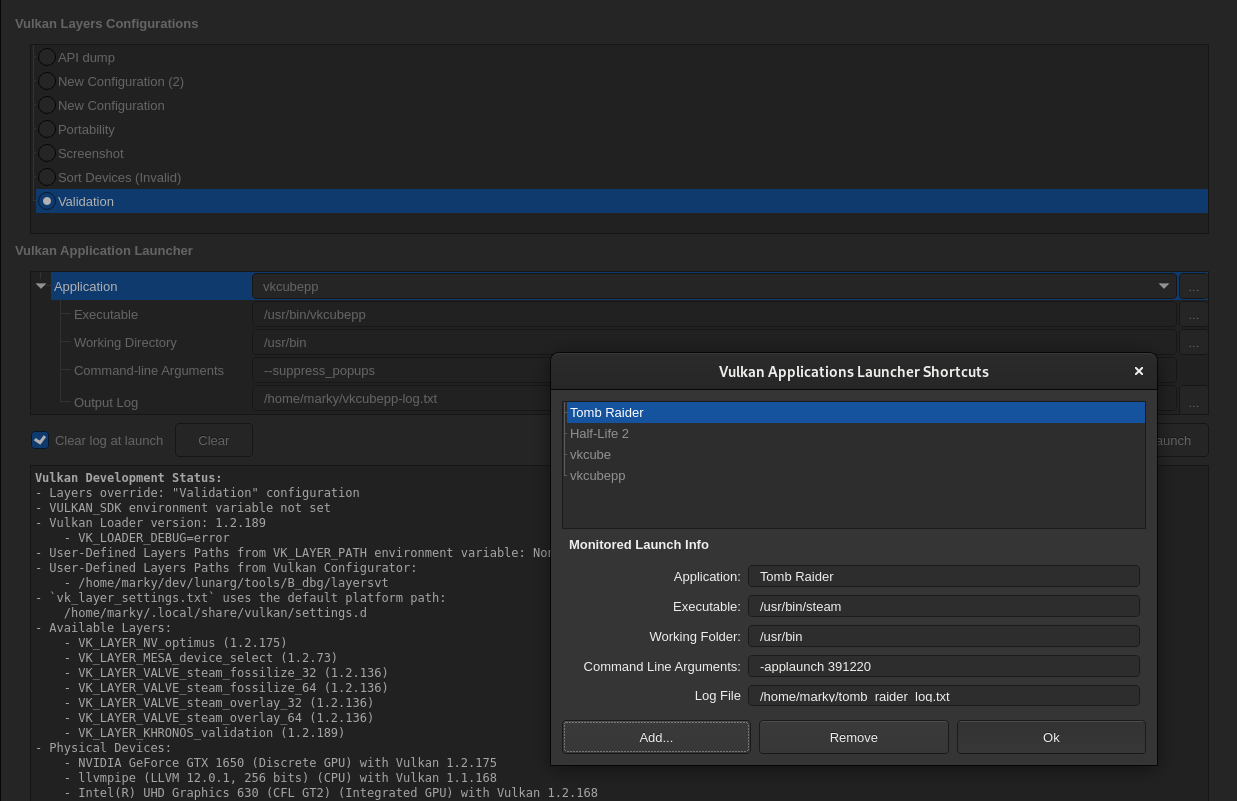 Vulkan Layers Configurations
API dump
New Configuration (2)
New Configuration
Portability
Screenshot
Sort Devices (Invalid)
Validation
Vulkan Application Launcher
Application vkcubepp ...
Executable /usr/bin/vkcubepp ...
Working Directory /usr/bin ...
Command-line Arguments --suppress_popups
Output Log /home/marky/vkcubepp-log.txt ...
Clear log at launch Clear
Vulkan Development Status:
- Layers override: "Validation" configuration
- VULKAN_SDK environment variable not set
- Vulkan Loader version: 1.2.189
- VK_LOADER_DEBUG=error
- User-Defined Layers Paths from VK_LAYER_PATH environment variable:
- User-Defined Layers Paths from Vulkan Configurator:
- /home/marky/dev/lunarg/tools/B_dbg/layersvt
- `vk_layer_settings.txt` uses the default platform path:
/home/marky/.local/share/vulkan/settings.d
- Available Layers:
- VK_LAYER_NV_optimus (1.2.175)
- VK_LAYER_MESA_device_select (1.2.73)
- VK_LAYER_VALVE_steam_fossilize_32 (1.2.136)
- VK_LAYER_VALVE_steam_fossilize_64 (1.2.136)
- VK_LAYER_VALVE_steam_overlay_32 (1.2.136)
- VK_LAYER_VALVE_steam_overlay_64 (1.2.136)
- VK_LAYER_KHRONOS_validation (1.2.189)
- Physical Devices:
- NVIDIA GeForce GTX 1650 (Discrete GPU) with Vulkan 1.2.175
- llvmpipe (LLVM 12.0.1, 256 bits) (CPU) with Vulkan 1.1.168
- Intel(R) UHD Graphics 630 (CFL GT2) (Integrated GPU) with Vulkan 1.2.168
Vulkan Applications Launcher Shortcuts
Tomb Raider
Half-Life 2
vkcube
vkcubepp
Monitored Launch Info
Application: Tomb Raider
Executable: /usr/bin/steam
Working Folder: /usr/bin
Command Line Arguments: -applaunch 391220
Log File /home/marky/tomb_raider_log.txt
Add... Remove Ok